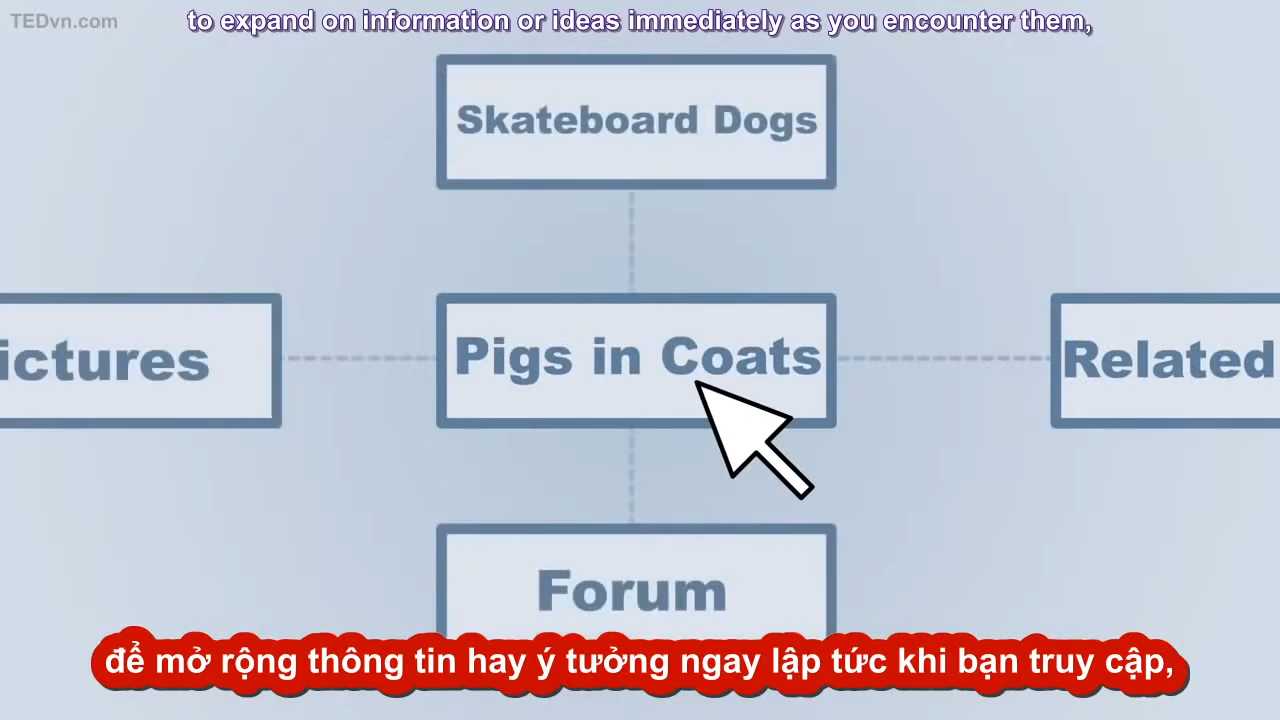 TEDvn.com
to expand on information or ideas immediately as you encounter them,
Skateboard Dogs
ictures
Pigs in Coats
Related
Forum
để mở rộng thông tin hay ý tưởng ngay lập tức khi bạn truy cập,